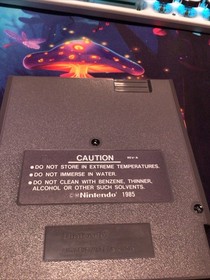 CAUTION
REV-A
• DO NOT STORE IN EXTREME TEMPERATURES.
• DO NOT IMMERSE IN WATER.
• DO NOT CLEAN WITH BENZENE, THINNER,
ALCOHOL OR OTHER SUCH SOLVENTS.
©®Nintendo® 1985